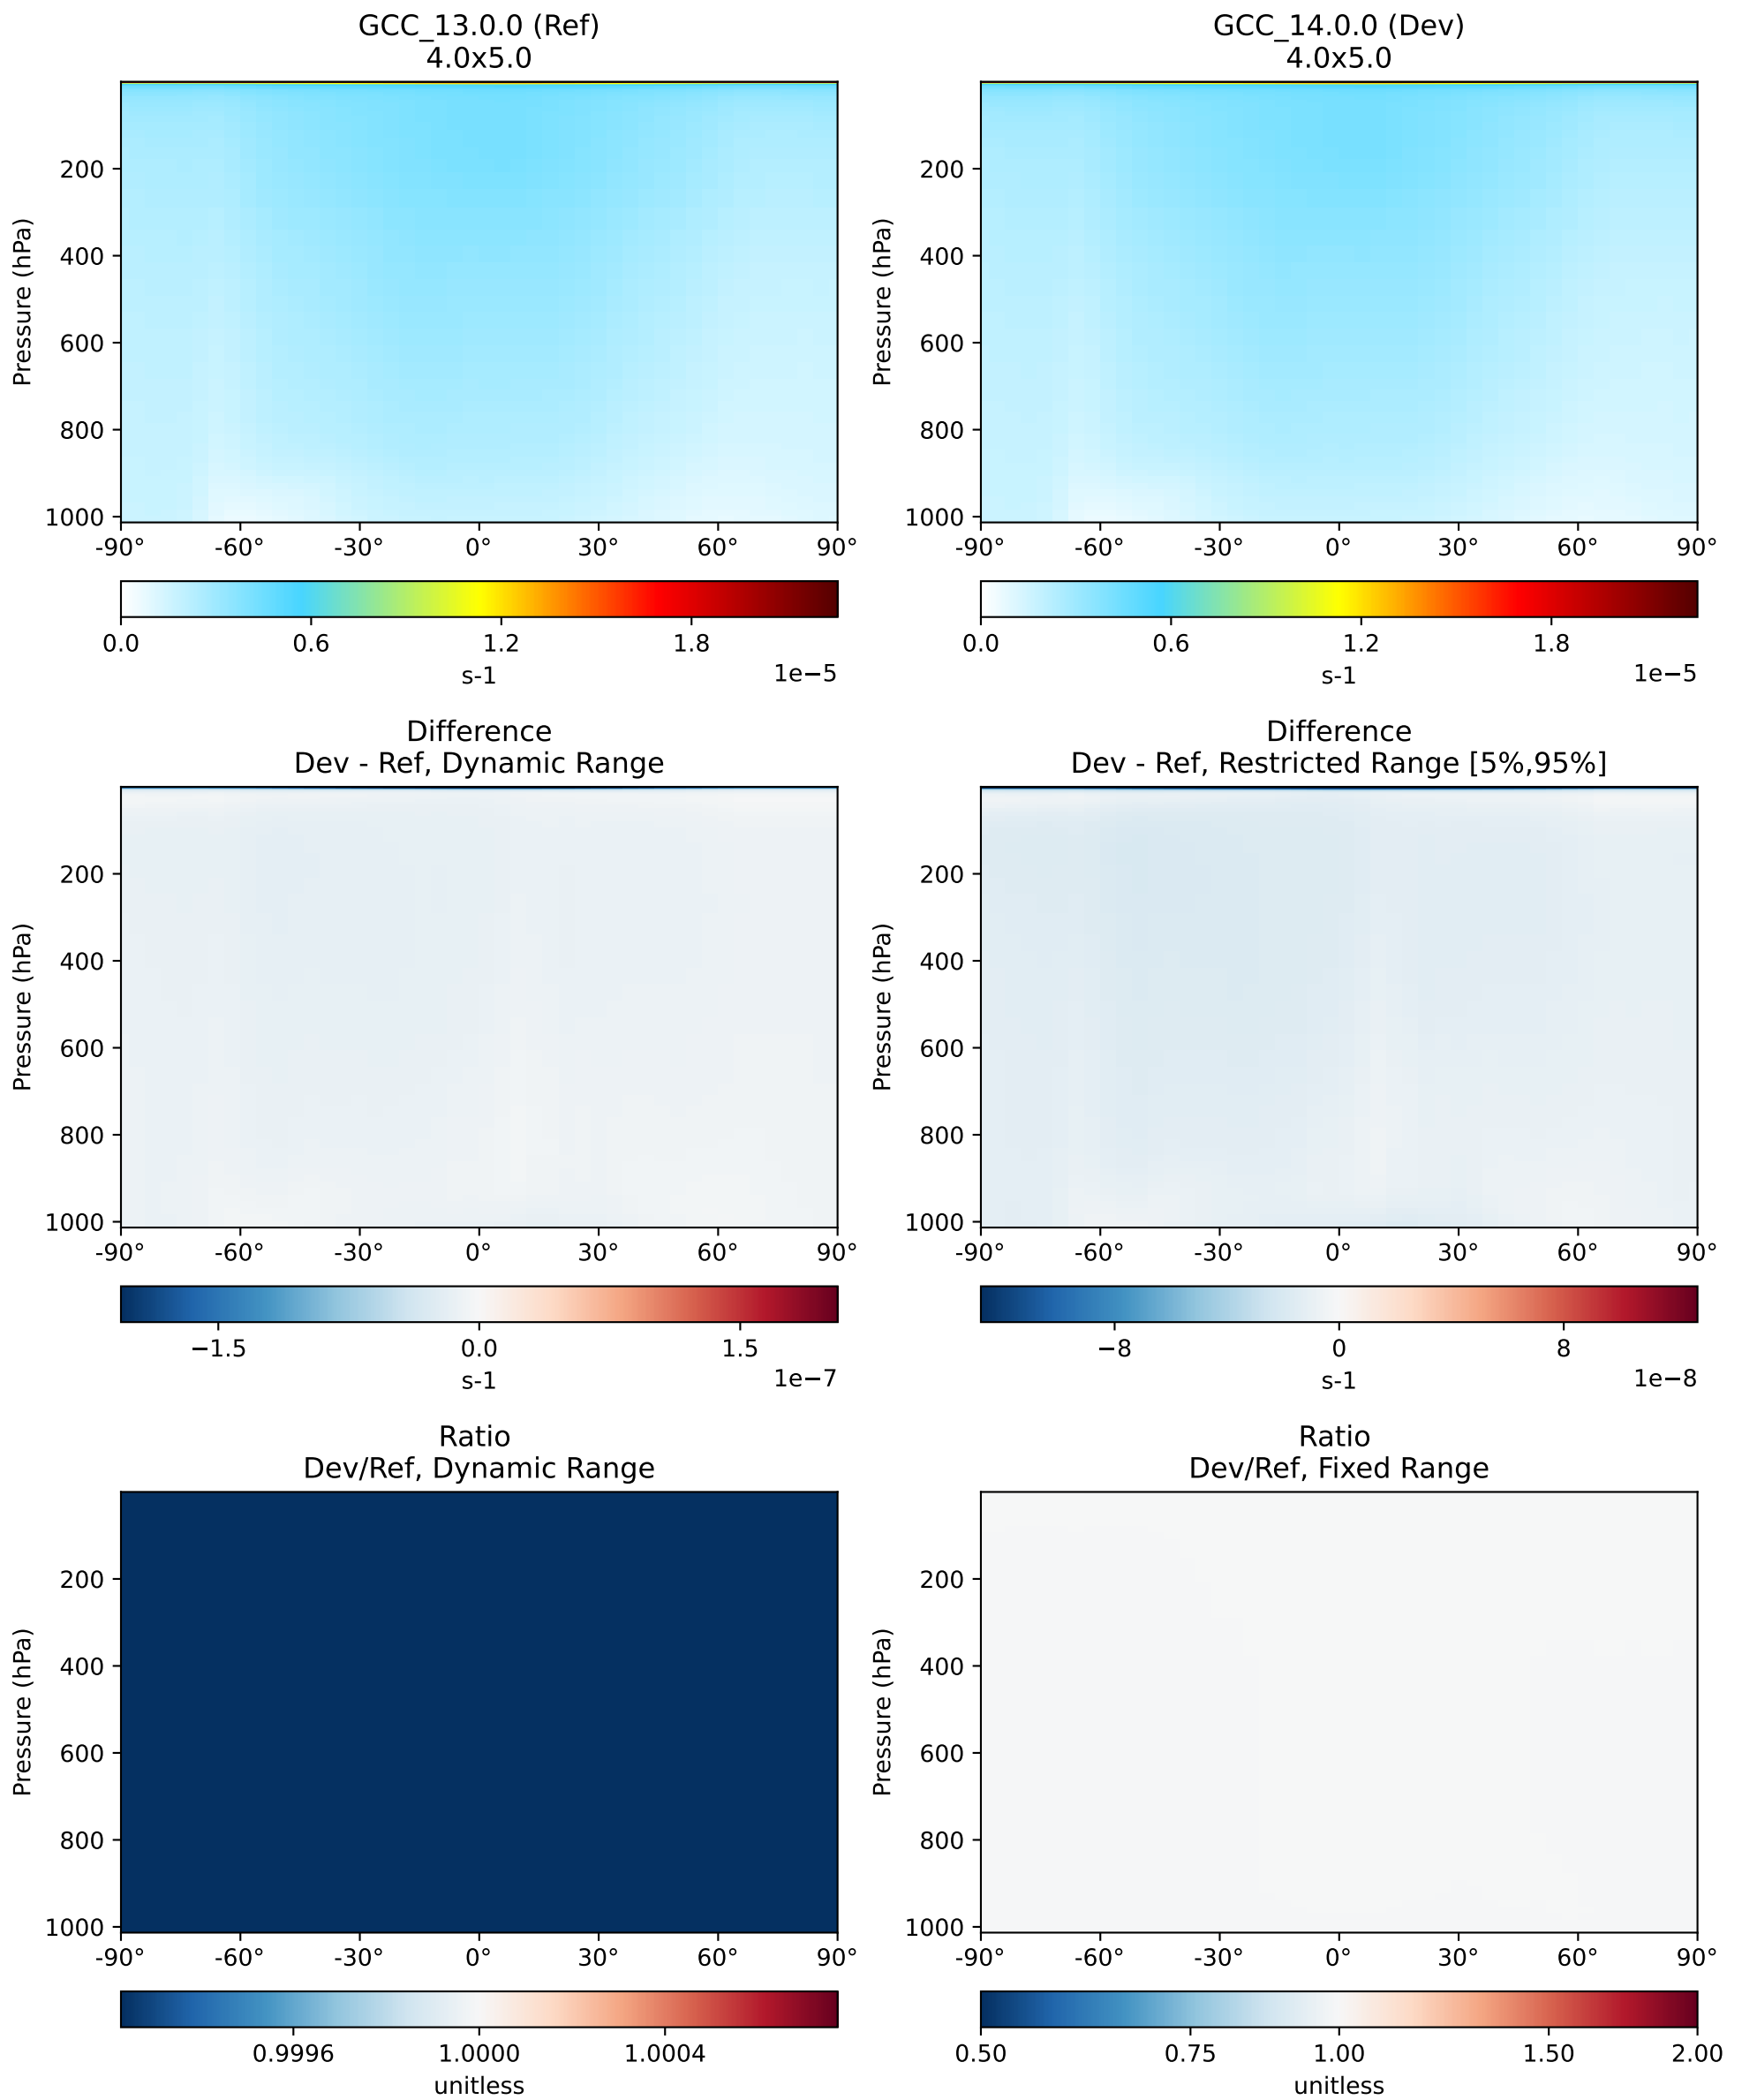 GCC_13.0.0 (Ref)
4.0x5.0
GCC_14.0.0 (Dev)
4.0x5.0
Pressure (hPa)
200
400
600
800
1000
-90° -60° -30° 0° 30° 60° 90°
Pressure (hPa)
200
400
600
800
1000
-90° -60° -30° 0° 30° 60° 90°
0.0 0.6 1.2 1.8
s-1
1e−5
0.0 0.6 1.2 1.8
s-1
1e−5
Difference
Dev - Ref, Dynamic Range
Difference
Dev - Ref, Restricted Range [5%,95%]
Pressure (hPa)
200
400
600
800
1000
-90° -60° -30° 0° 30° 60° 90°
Pressure (hPa)
200
400
600
800
1000
-90° -60° -30° 0° 30° 60° 90°
−1.5 0.0 1.5
s-1
1e−7
−8 0 8
s-1
1e−8
Ratio
Dev/Ref, Dynamic Range
Ratio
Dev/Ref, Fixed Range
Pressure (hPa)
200
400
600
800
1000
-90° -60° -30° 0° 30° 60° 90°
Pressure (hPa)
200
400
600
800
1000
-90° -60° -30° 0° 30° 60° 90°
0.9996 1.0000 1.0004
unitless
0.50 0.75 1.00 1.50 2.00
unitless